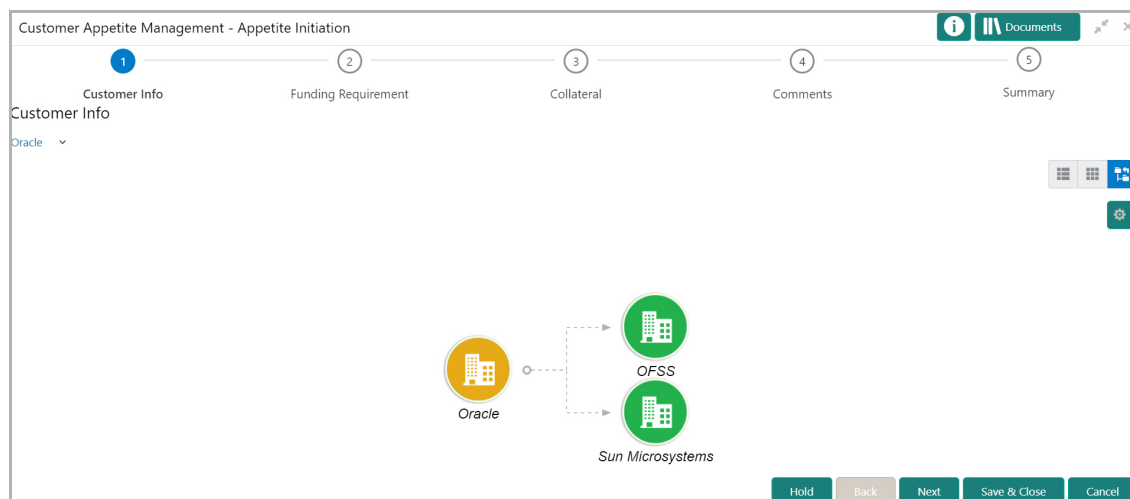 Customer Appetite Management - Appetite Initiation
i Documents
1 2 3 4 5
Customer Info Funding Requirement Collateral Comments Summary
Customer Info
Oracle
OFSS
Oracle
Sun Microsystems
Hold Back Next Save & Close Cancel